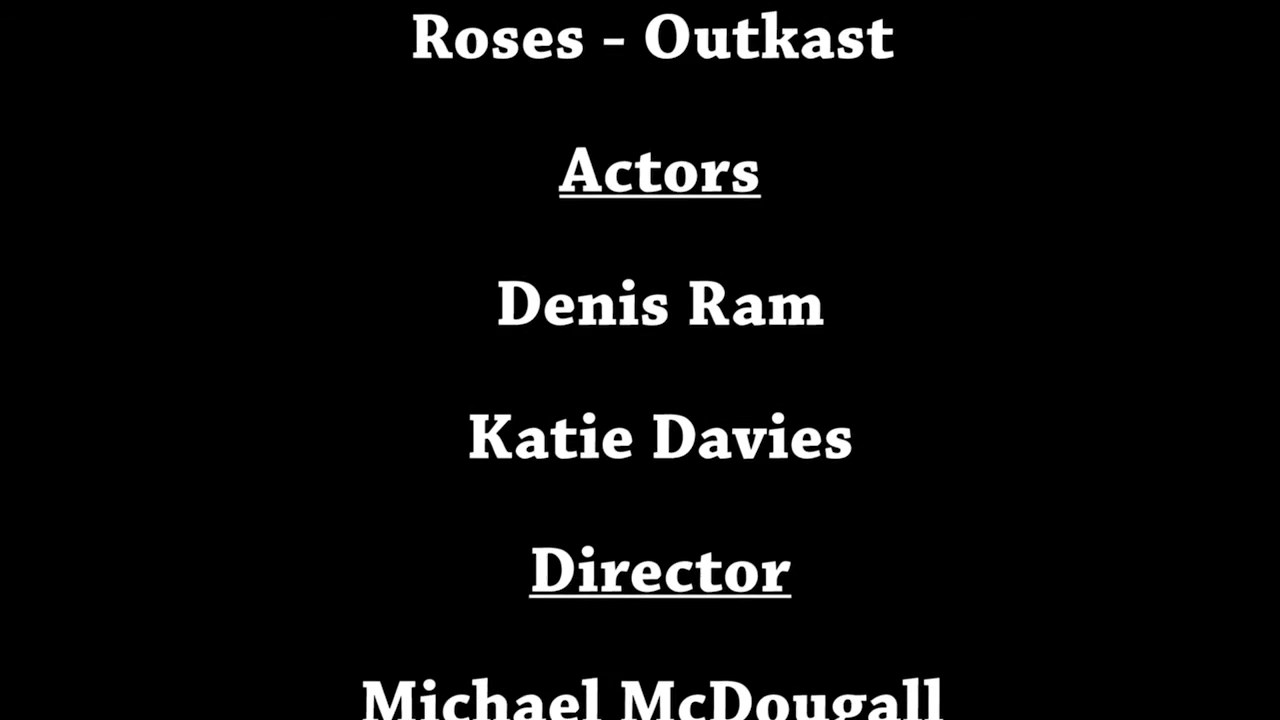 Roses - Outkast
Actors
Denis Ram
Katie Davies
Director
Michael McDougall